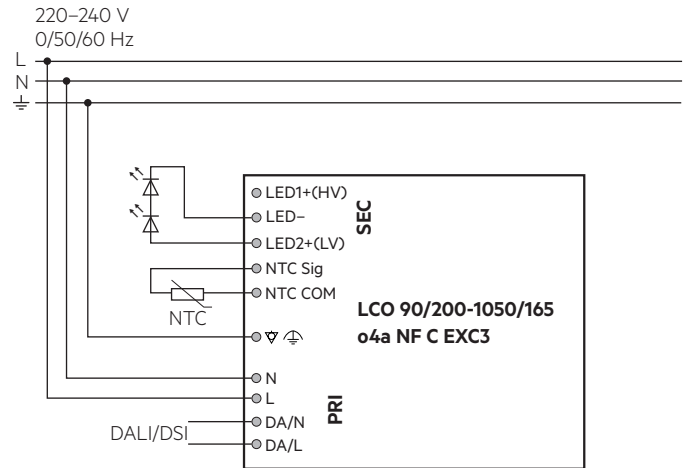 220–240 V
0/50/60 Hz
L
N
LED1+(HV)
LED–
LED2+(LV)
SEC
NTC Sig
NTC COM
NTC
LCO 90/200-1050/165
o4a NF C EXC3
N
L
PRI
DA/N
DALI/DSI
DA/L